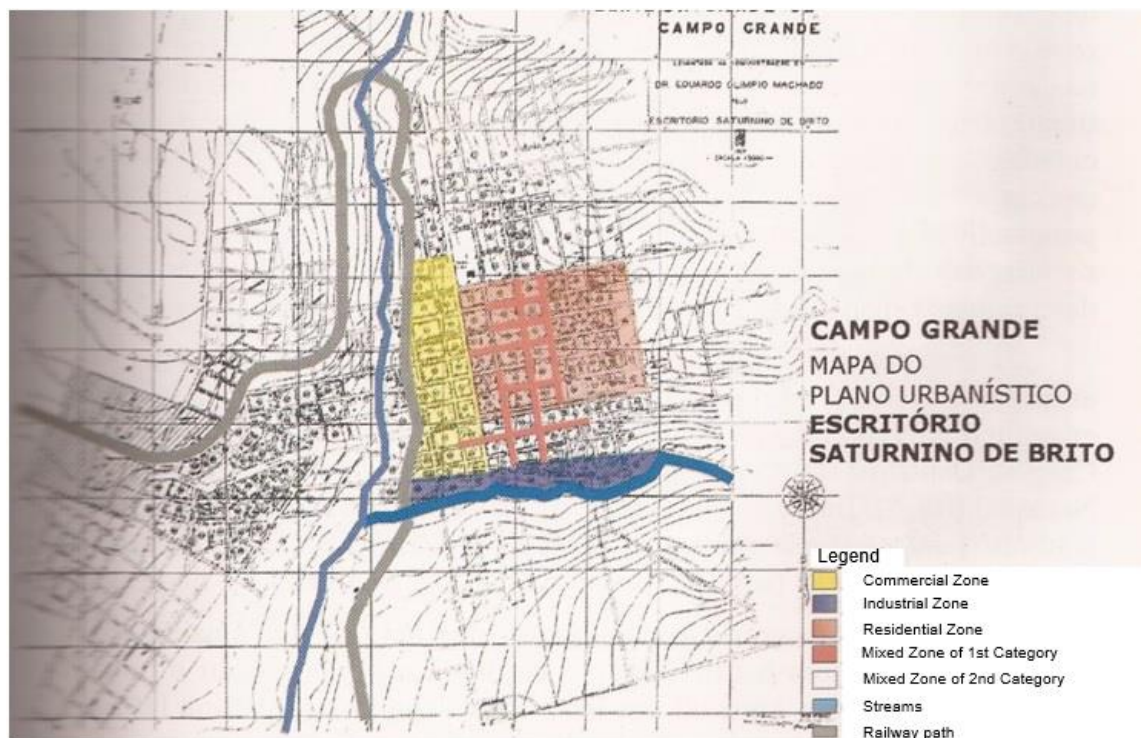 CAMPO GRANDE
DR. EDUARDO OLIMPIO MACHADO
ESCRITORIO SATURNINO DE BRITO
CAMPO GRANDE
MAPA DO
PLANO URBANÍSTICO
ESCRITÓRIO
SATURNINO DE BRITO
Legend
Commercial Zone
Industrial Zone
Residential Zone
Mixed Zone of 1st Category
Mixed Zone of 2nd Category
Streams
Railway path